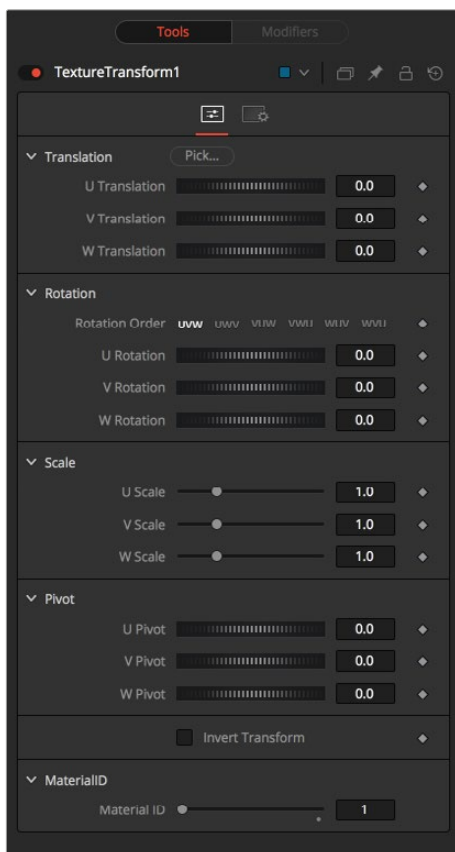 Tools Modifiers
TextureTransform1
Translation Pick...
U Translation 0.0
V Translation 0.0
W Translation 0.0
Rotation
Rotation Order UVW UWV VUW VWU WUV WVU
U Rotation 0.0
V Rotation 0.0
W Rotation 0.0
Scale
U Scale 1.0
V Scale 1.0
W Scale 1.0
Pivot
U Pivot 0.0
V Pivot 0.0
W Pivot 0.0
Invert Transform
MaterialID
Material ID 1